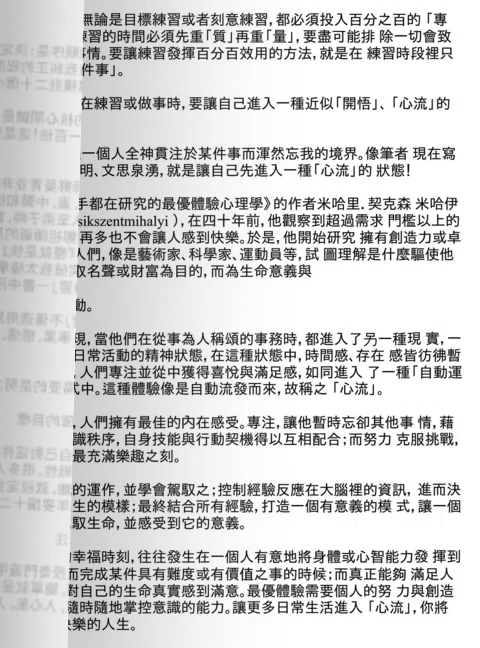 無論是目標練習或者刻意練習，都必須投入百分之百的「專
練習的時間必須先重「質」再重「量」，要盡可能排 除一切會致
事情。要讓練習發揮百分百效用的方法，就是在 練習時段裡只
件事」。
在練習或做事時，要讓自己進入一種近似「開悟」、「心流」的
一個人全神貫注於某件事而渾然忘我的境界。像筆者 現在寫
明、文思泉湧，就是讓自己先進入一種「心流」的 狀態！
手都在研究的最優體驗心理學》的作者米哈里．契克森 米哈伊
sikszentmihalyi），在四十年前，他觀察到超過需求 門檻以上的
再多也不會讓人感到快樂。於是，他開始研究 擁有創造力或卓
人們，像是藝術家、科學家、運動員等，試 圖理解是什麼驅使他
取名聲或財富為目的，而為生命意義與
動。
現，當他們在從事為人稱頌的事務時，都進入了另一種現 實，一
日常活動的精神狀態，在這種狀態中，時間感、存在 感皆彷彿暫
，人們專注並從中獲得喜悅與滿足感，如同進入 了一種「自動運
式中。這種體驗像是自動流發而來，故稱之 「心流」。
，人們擁有最佳的內在感受。專注，讓他暫時忘卻其他事 情，藉
識秩序，自身技能與行動契機得以互相配合；而努力 克服挑戰，
最充滿樂趣之刻。
的運作，並學會駕馭之；控制經驗反應在大腦裡的資訊， 進而決
生的模樣；最終結合所有經驗，打造一個有意義的模 式，讓一個
馭生命，並感受到它的意義。
幸福時刻，往往發生在一個人有意地將身體或心智能力發 揮到
而完成某件具有難度或有價值之事的時候；而真正能夠 滿足人
對自己的生命真實感到滿意。最優體驗需要個人的努 力與創造
隨時隨地掌控意識的能力。讓更多日常生活進入 「心流」，你將
快樂的人生。